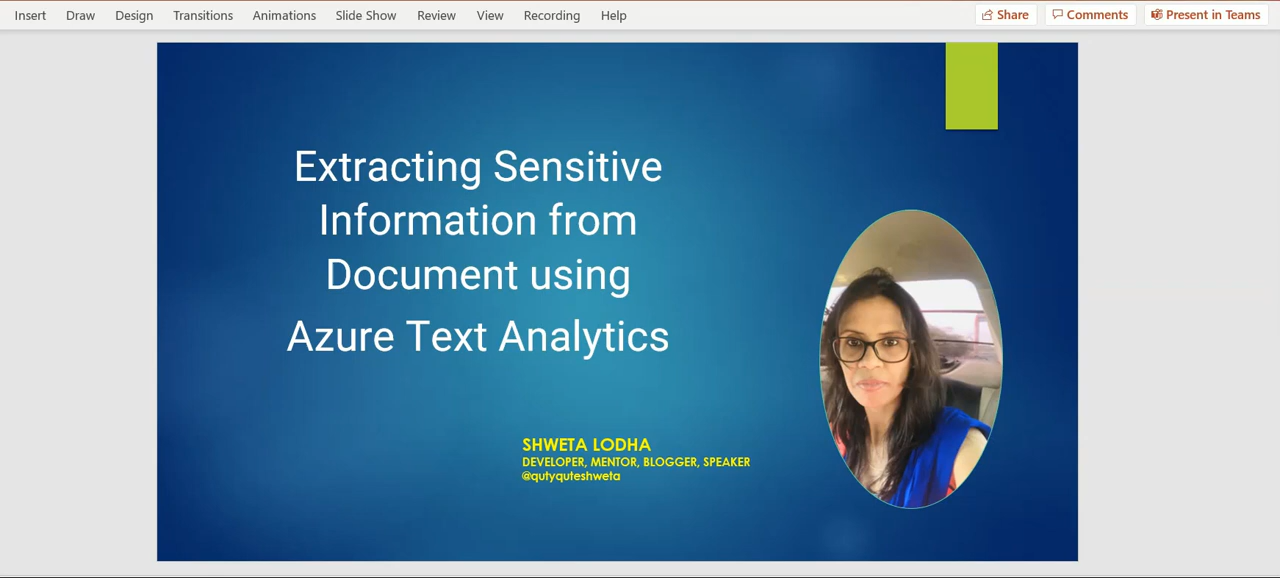 Insert Draw Design Transitions Animations Slide Show Review View Recording Help Share Comments Present in Teams
Extracting Sensitive
Information from
Document using
Azure Text Analytics
SHWETA LODHA
DEVELOPER, MENTOR, BLOGGER, SPEAKER
@qutyquteshweta